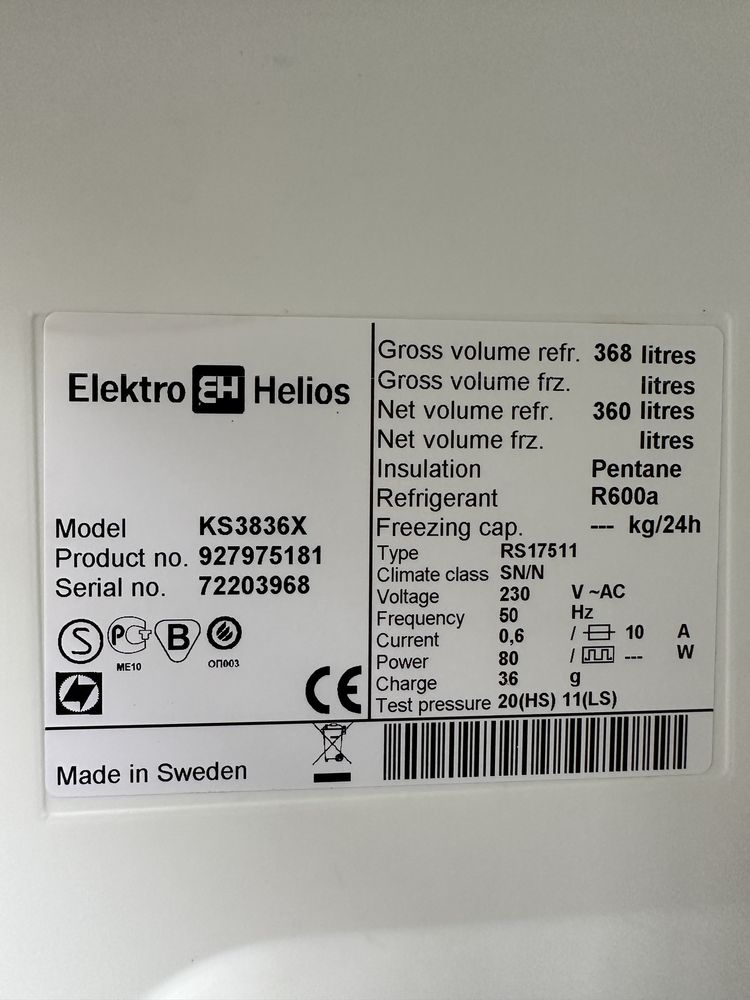 Elektro EH Helios
Model KS3836X
Product no. 927975181
Serial no. 72203968
S PCT B
ME10 ОП003
CE
Made in Sweden
Gross volume refr. 368 litres
Gross volume frz. litres
Net volume refr. 360 litres
Net volume frz. litres
Insulation Pentane
Refrigerant R600a
Freezing cap. --- kg/24h
Type RS17511
Climate class SN/N
Voltage 230 V ~AC
Frequency 50 Hz
Current 0,6 / 10 A
Power 80 / --- W
Charge 36 g
Test pressure 20(HS) 11(LS)